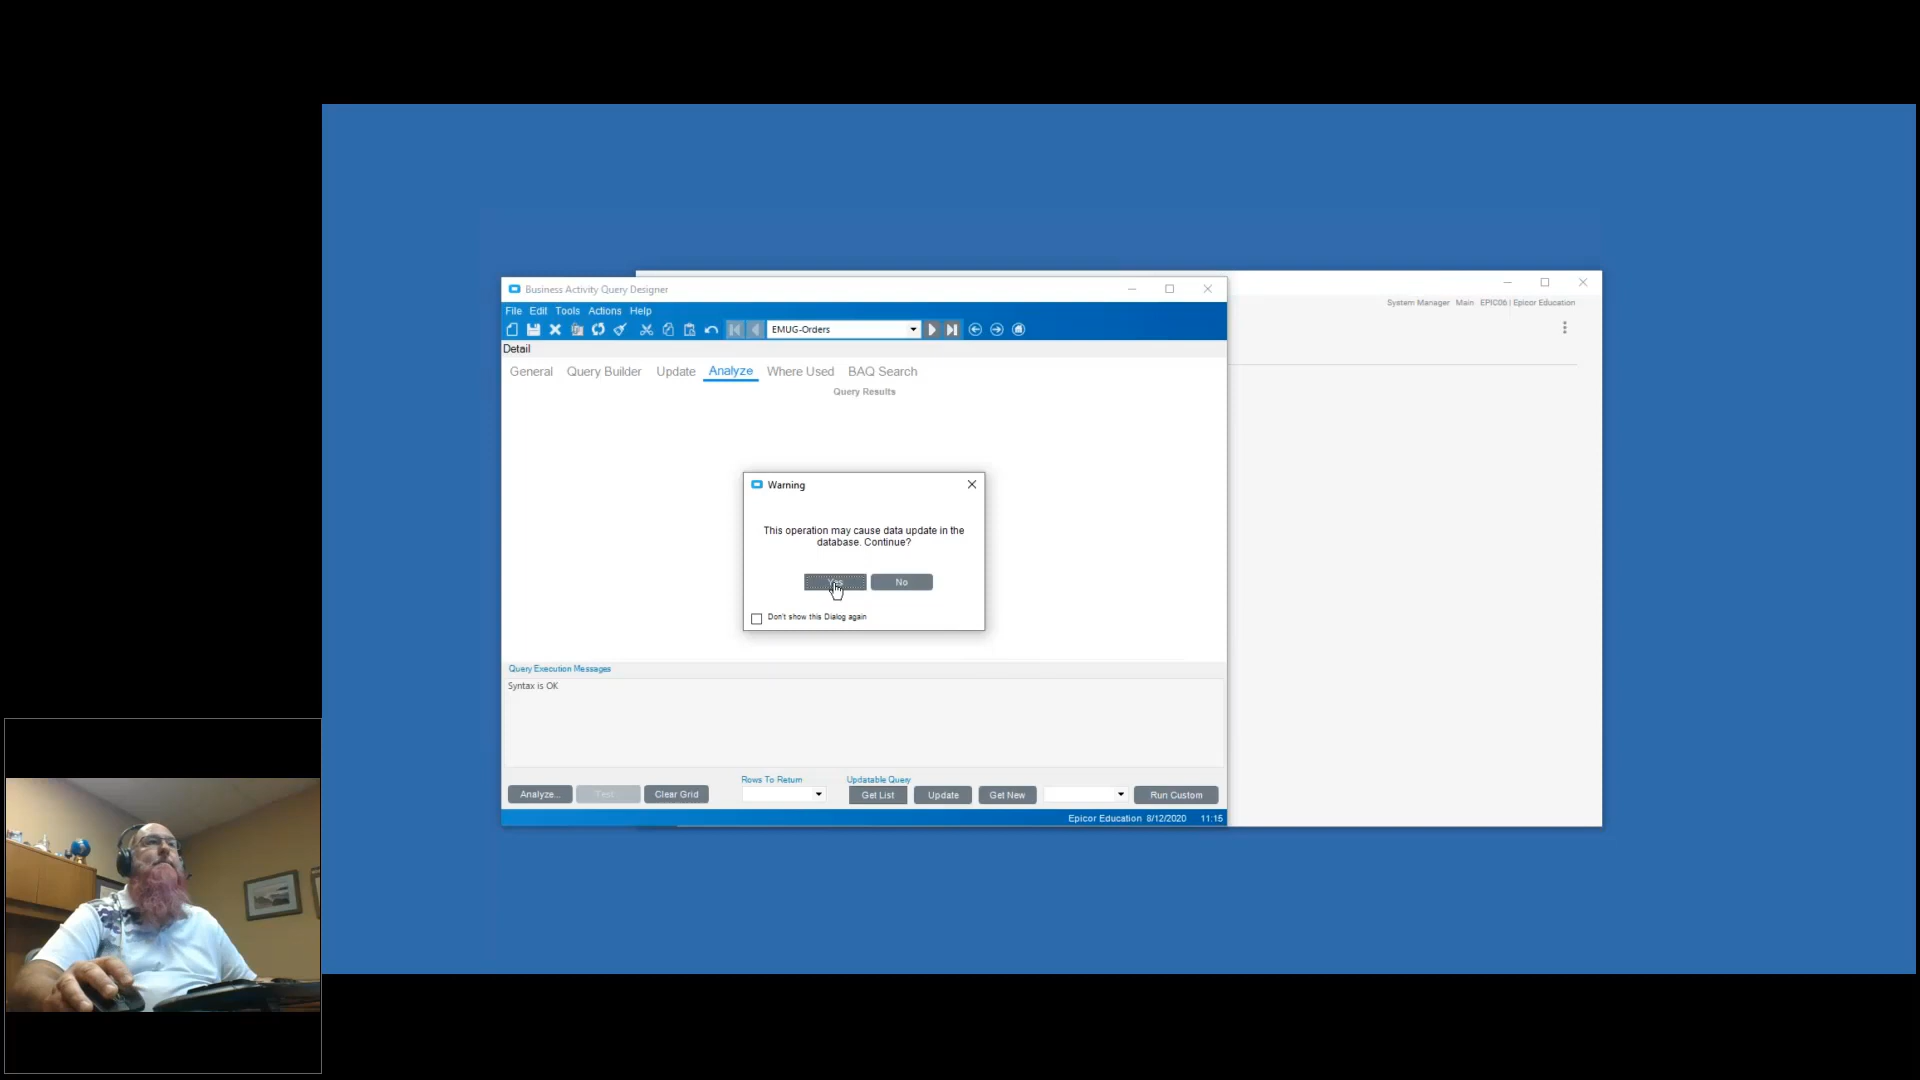 Business Activity Query Designer
System Manager Main EPIC06 | Epicor Education
File Edit Tools Actions Help
EMUG-Orders
Detail
General Query Builder Update Analyze Where Used BAQ Search
Query Results
Warning
This operation may cause data update in the
database. Continue?
Yes No
Don't show this Dialog again
Query Execution Messages
Syntax is OK
Rows To Return Updatable Query
Analyze... Test... Clear Grid Get List Update Get New Run Custom
Epicor Education 8/12/2020 11:15